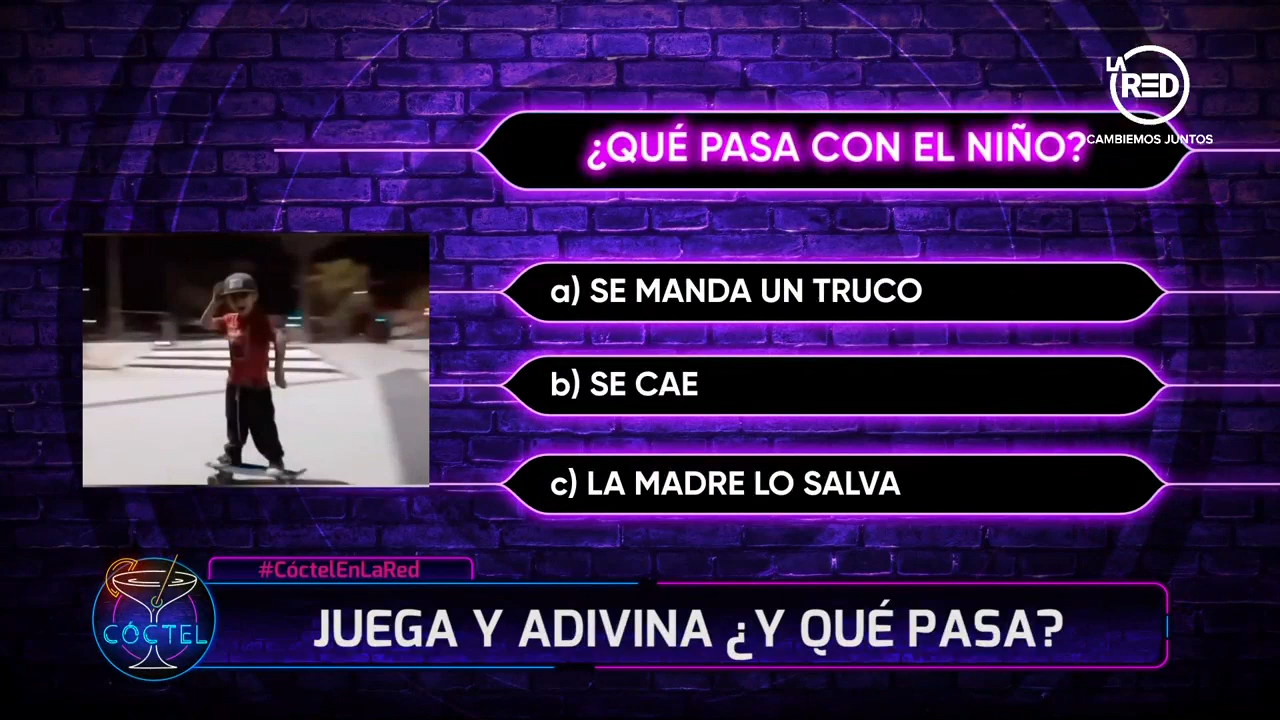 LA
RED
CAMBIEMOS JUNTOS
¿QUÉ PASA CON EL NIÑO?
a) SE MANDA UN TRUCO
b) SE CAE
c) LA MADRE LO SALVA
#CóctelEnLaRed
CÓCTEL
JUEGA Y ADIVINA ¿Y QUÉ PASA?